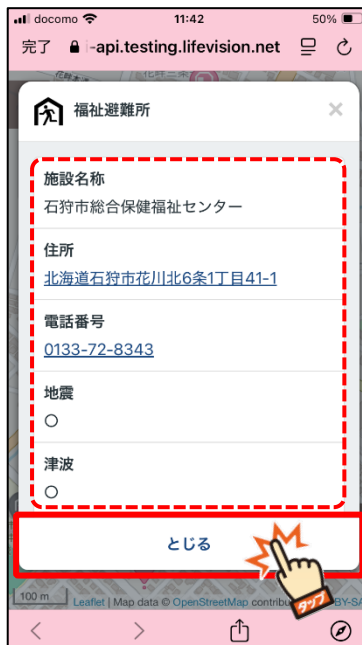 docomo 11:42 50%
完了 -api.testing.lifevision.net
福祉避難所 ×
施設名称
石狩市総合保健福祉センター
住所
北海道石狩市花川北6条1丁目41-1
電話番号
0133-72-8343
地震
○
津波
○
とじる
タップ
100 m Leaflet | Map data © OpenStreetMap contribu BY-SA